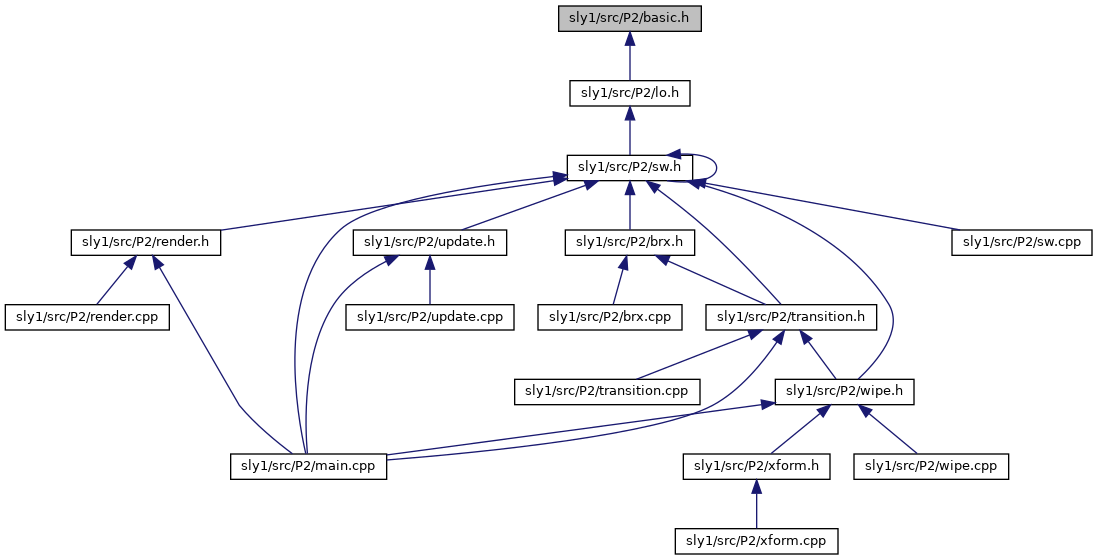 sly1/src/P2/basic.h
sly1/src/P2/lo.h
sly1/src/P2/sw.h
sly1/src/P2/render.h
sly1/src/P2/update.h
sly1/src/P2/brx.h
sly1/src/P2/sw.cpp
sly1/src/P2/render.cpp
sly1/src/P2/update.cpp
sly1/src/P2/brx.cpp
sly1/src/P2/transition.h
sly1/src/P2/transition.cpp
sly1/src/P2/wipe.h
sly1/src/P2/main.cpp
sly1/src/P2/xform.h
sly1/src/P2/wipe.cpp
sly1/src/P2/xform.cpp